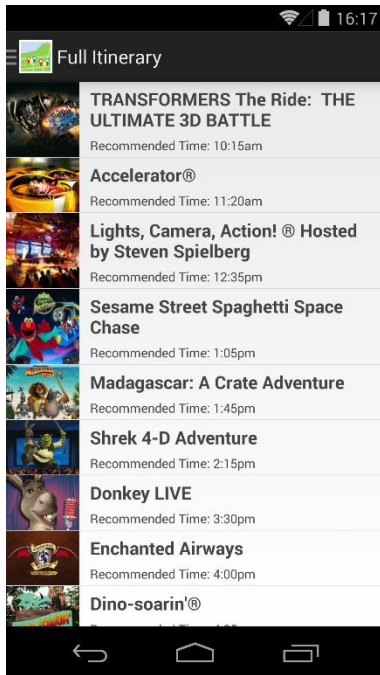 16:17
Full Itinerary
TRANSFORMERS The Ride: THE
ULTIMATE 3D BATTLE
Recommended Time: 10:15am
Accelerator®
Recommended Time: 11:20am
Lights, Camera, Action! ® Hosted
by Steven Spielberg
Recommended Time: 12:35pm
Sesame Street Spaghetti Space
Chase
Recommended Time: 1:05pm
Madagascar: A Crate Adventure
Recommended Time: 1:45pm
Shrek 4-D Adventure
Recommended Time: 2:15pm
Donkey LIVE
Recommended Time: 3:30pm
Enchanted Airways
Recommended Time: 4:00pm
Dino-soarin'®